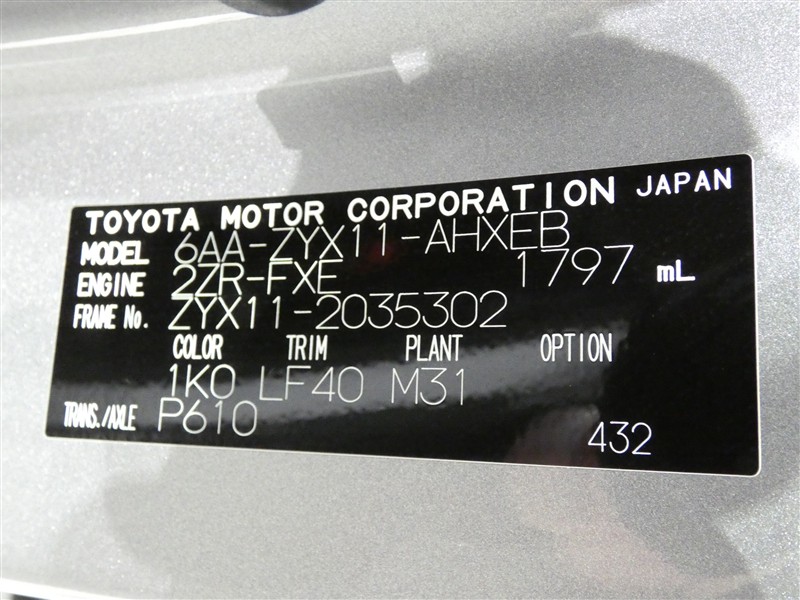 TOYOTA MOTOR CORPORATION JAPAN
MODEL 6AA-ZYX11-AHXEB
ENGINE 2ZR-FXE 1797 mL
FRAME No. ZYX11-2035302
COLOR TRIM PLANT OPTION
1K0 LF40 M31
TRANS./AXLE P610
432